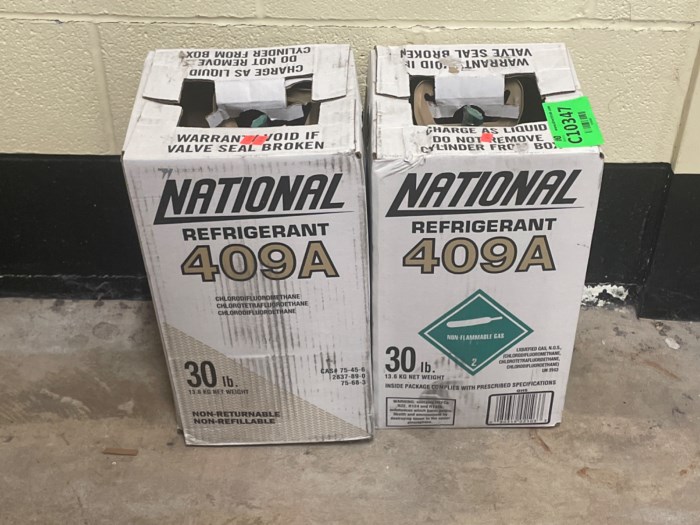 CHARGE AS LIQUID
DO NOT REMOVE
CYLINDER FROM BOX
WARRANTY VOID IF
VALVE SEAL BROKEN
NATIONAL
REFRIGERANT
409A
CHLORODIFLUOROMETHANE
CHLOROTETRAFLUOROETHANE
CHLORODIFLUOROETHANE
30 lb.
13.6 KG NET WEIGHT
CAS# 75-45-6
2837-89-0
75-68-3
NON-RETURNABLE
NON-REFILLABLE
WARRANTY VOID IF
VALVE SEAL BROKEN
CHARGE AS LIQUID
DO NOT REMOVE
CYLINDER FROM BOX
C10347
NATIONAL
REFRIGERANT
409A
NON-FLAMMABLE GAS
2
30 lb.
13.6 KG NET WEIGHT
LIQUEFIED GAS, N.O.S.,
(CHLORODIFLUOROMETHANE,
CHLOROTETRAFLUOROETHANE,
CHLORODIFLUOROETHANE)
UN 3163
INSIDE PACKAGE COMPLIES WITH PRESCRIBED SPECIFICATIONS